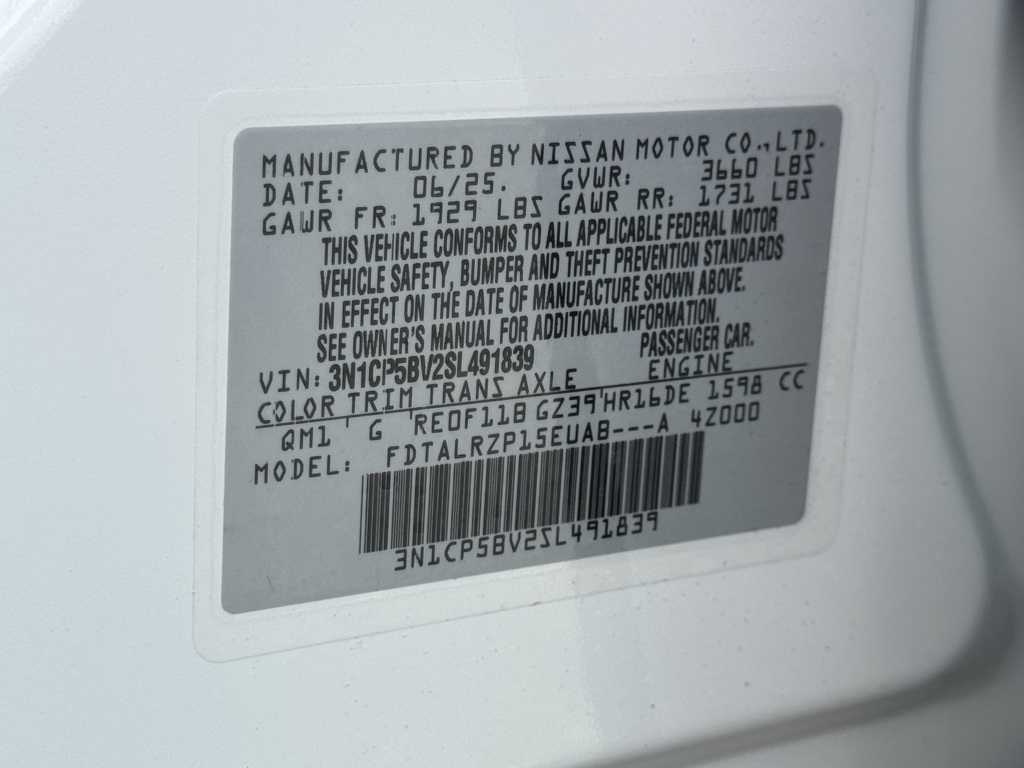 MANUFACTURED BY NISSAN MOTOR CO.,LTD.
DATE: 06/25. GVWR: 3660 LBS
GAWR FR: 1929 LBS GAWR RR: 1731 LBS
THIS VEHICLE CONFORMS TO ALL APPLICABLE FEDERAL MOTOR
VEHICLE SAFETY, BUMPER AND THEFT PREVENTION STANDARDS
IN EFFECT ON THE DATE OF MANUFACTURE SHOWN ABOVE.
SEE OWNER'S MANUAL FOR ADDITIONAL INFORMATION.
VIN: 3N1CP5BV2SL491839 PASSENGER CAR.
COLOR TRIM TRANS AXLE ENGINE
QM1 G RE0F11B GZ39 HR16DE 1598 CC
MODEL: FDTALRZP15EUAB---A 4Z000
3N1CP5BV2SL491839